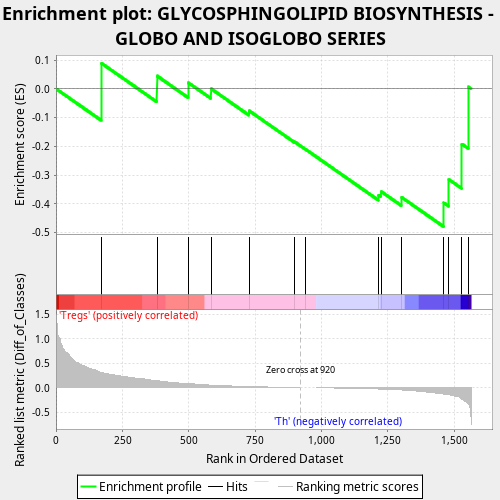 Enrichment plot: GLYCOSPHINGOLIPID BIOSYNTHESIS -
GLOBO AND ISOGLOBO SERIES
Enrichment score (ES)
0.1
0.0
-0.1
-0.2
-0.3
-0.4
-0.5
Ranked list metric (Diff_of_Classes)
1.5
1.0
0.5
0.0
-0.5
'Tregs' (positively correlated)
Zero cross at 920
'Th' (negatively correlated)
0
250
500
750
1,000
1,250
1,500
Rank in Ordered Dataset
Enrichment profile
Hits
Ranking metric scores